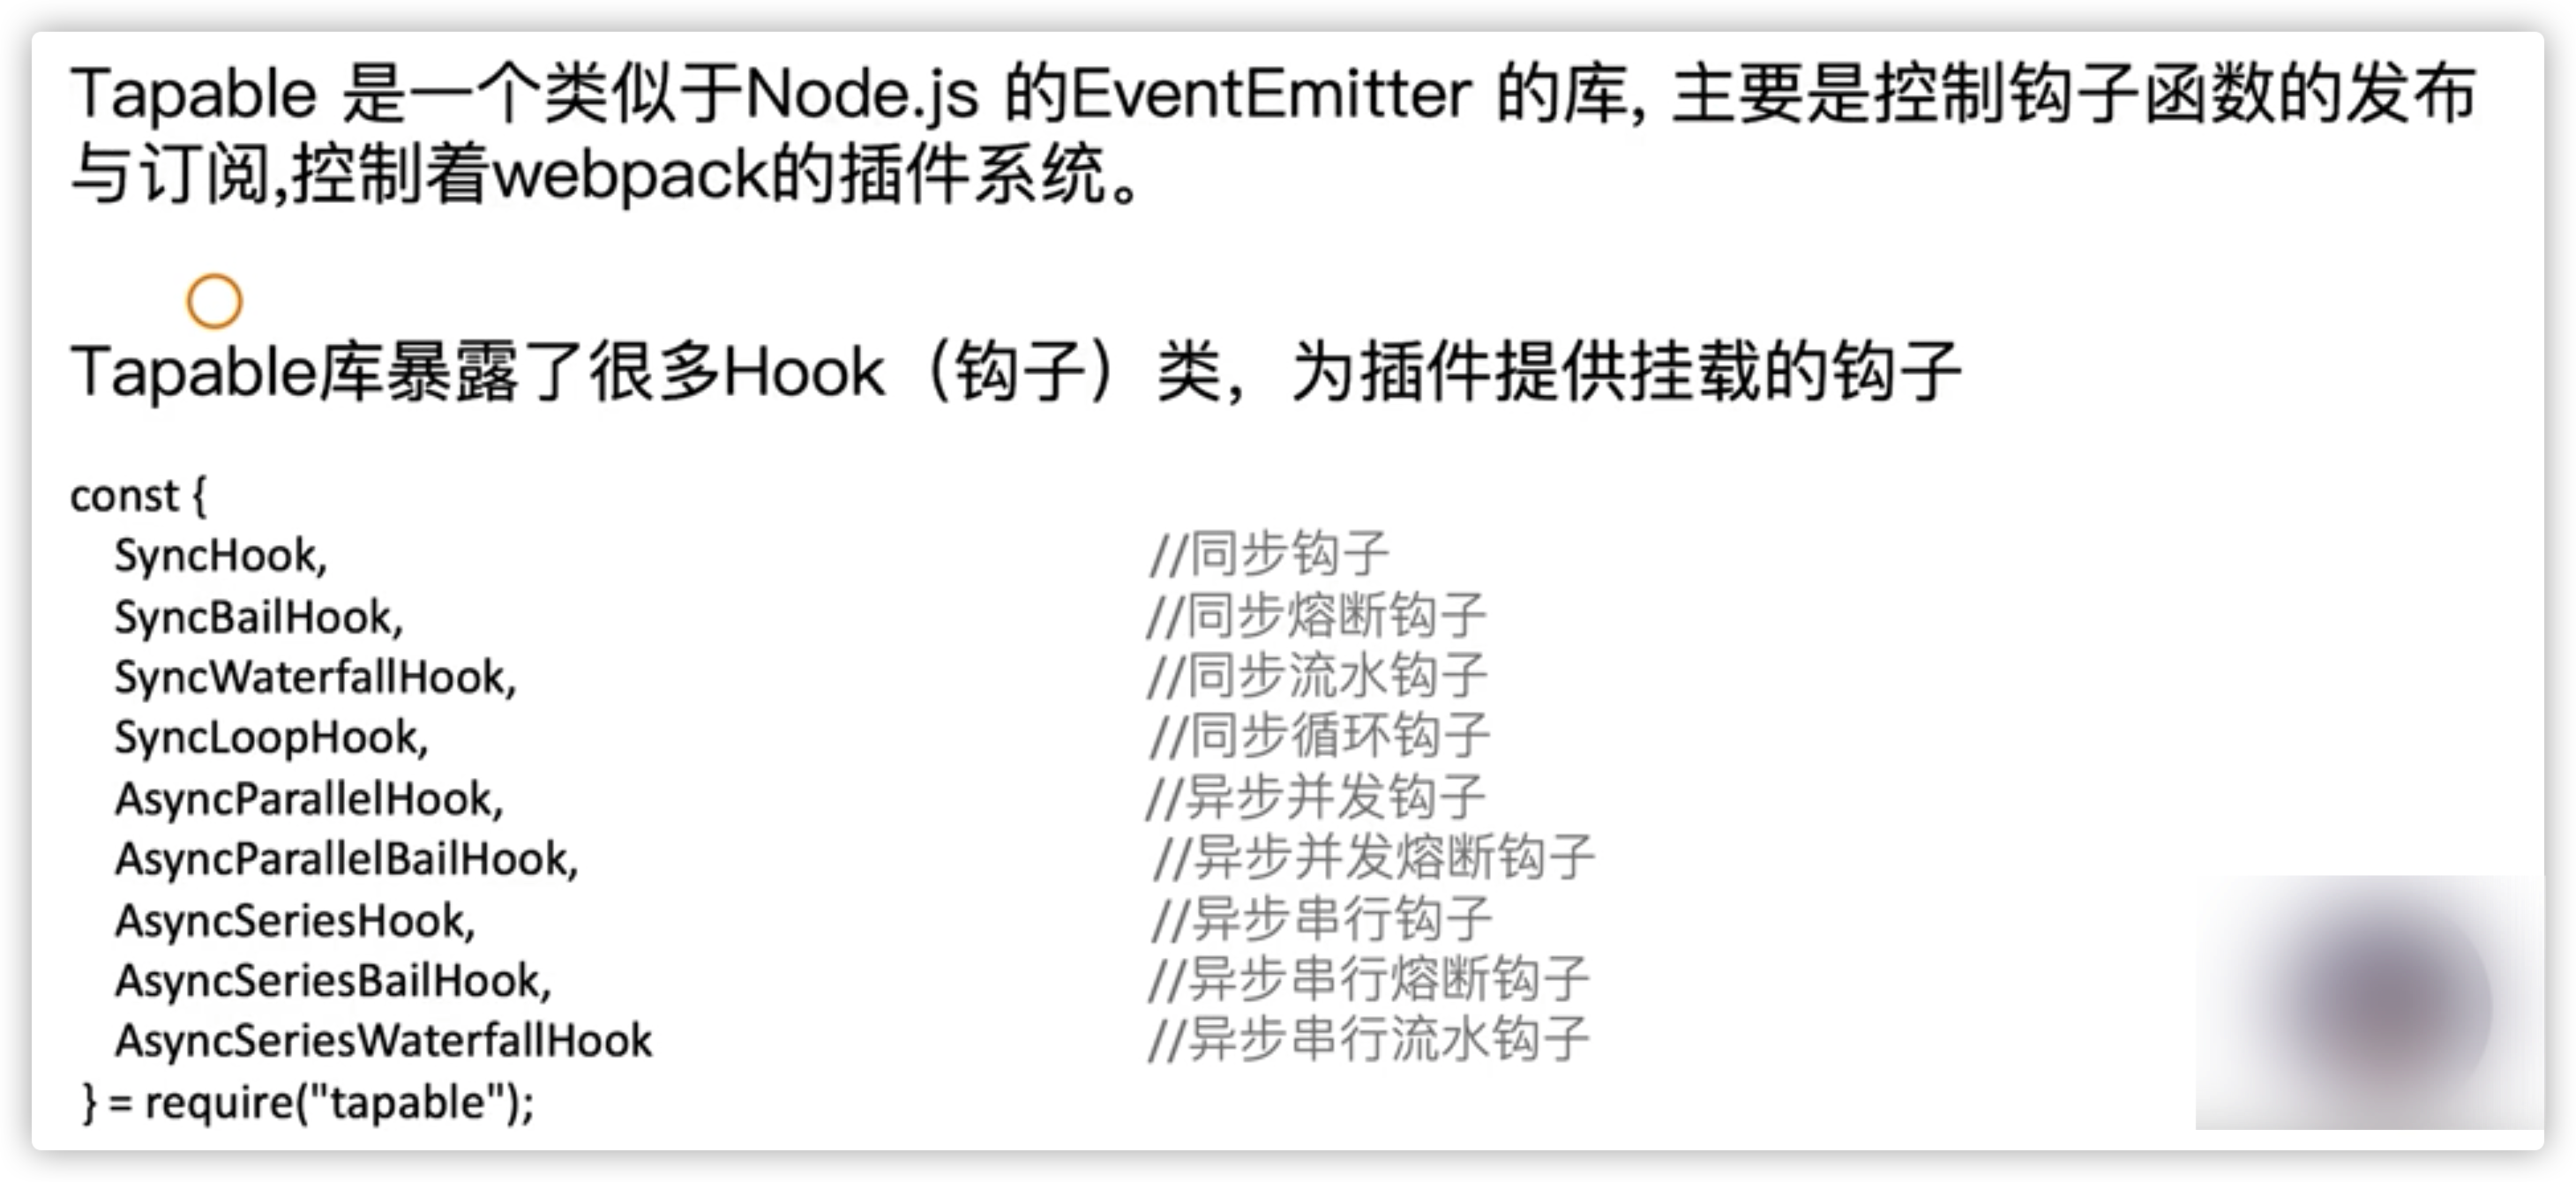 Tapable 是一个类似于Node.js 的EventEmitter 的库, 主要是控制钩子函数的发布
与订阅,控制着webpack的插件系统。
Tapable库暴露了很多Hook（钩子）类，为插件提供挂载的钩子
const {
SyncHook, //同步钩子
SyncBailHook, //同步熔断钩子
SyncWaterfallHook, //同步流水钩子
SyncLoopHook, //同步循环钩子
AsyncParallelHook, //异步并发钩子
AsyncParallelBailHook, //异步并发熔断钩子
AsyncSeriesHook, //异步串行钩子
AsyncSeriesBailHook, //异步串行熔断钩子
AsyncSeriesWaterfallHook //异步串行流水钩子
} = require("tapable");